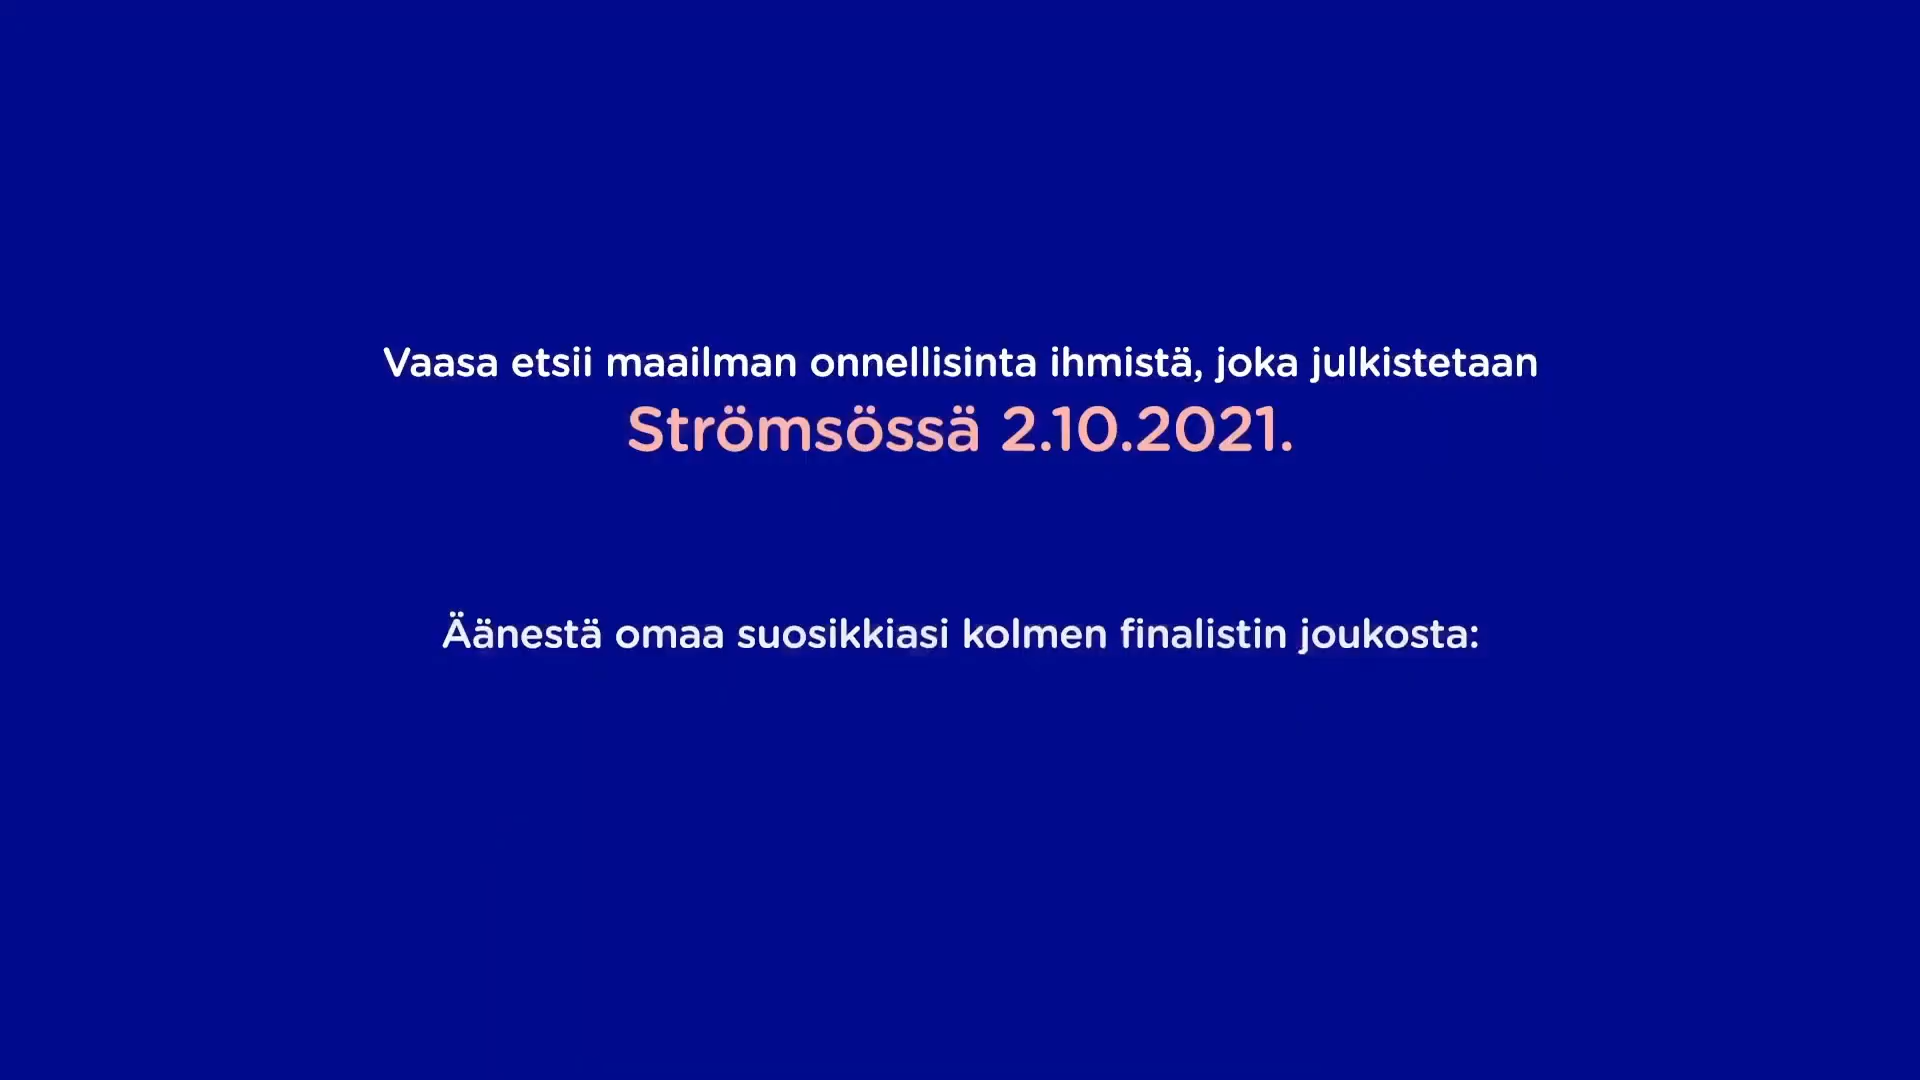 Vaasa etsii maailman onnellisinta ihmistä, joka julkistetaan
Strömsössä 2.10.2021.
Äänestä omaa suosikkiasi kolmen finalistin joukosta: